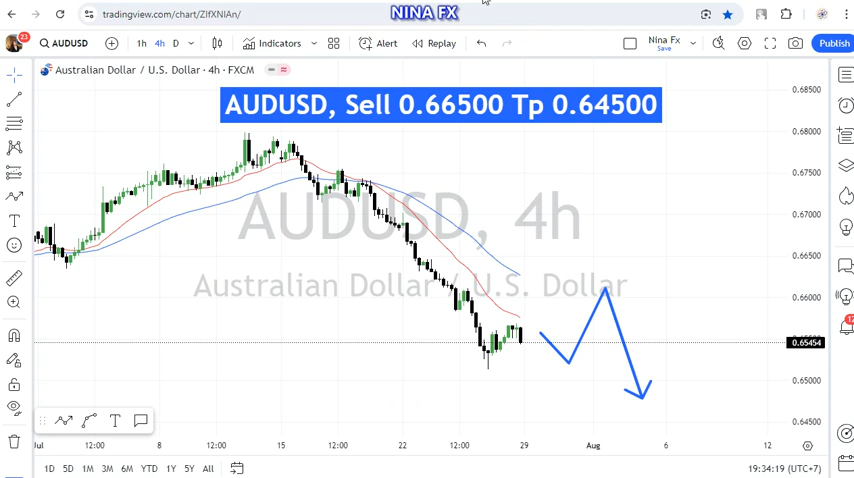 NINA FX
tradingview.com/chart/ZIfXNIAn/
23
AUDUSD
1h 4h D
Indicators
Alert
Replay
Nina Fx
Save
Publish
Australian Dollar / U.S. Dollar · 4h · FXCM
AUDUSD, Sell 0.66500 Tp 0.64500
AUDUSD, 4h
Australian Dollar / U.S. Dollar
0.68500
0.68000
0.67500
0.67000
0.66500
0.66000
0.65454
0.65000
0.64500
Jul 12:00 8 12:00 15 12:00 22 12:00 29 Aug 6 12
1D 5D 1M 3M 6M YTD 1Y 5Y All
19:34:19 (UTC+7)